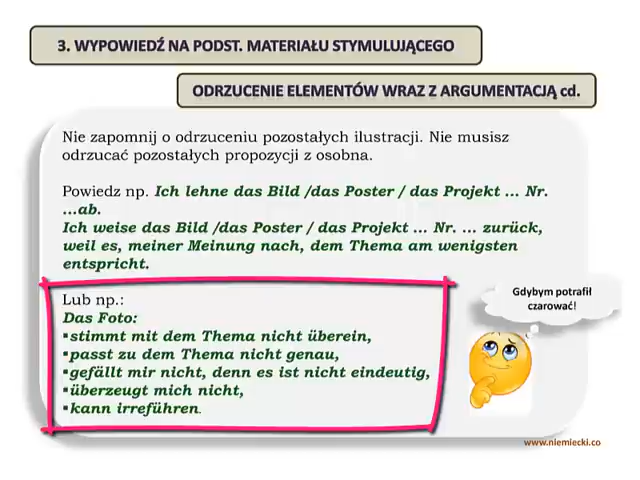 3. WYPOWIEDŹ NA PODST. MATERIAŁU STYMULUJĄCEGO
ODRZUCENIE ELEMENTÓW WRAZ Z ARGUMENTACJĄ cd.
Nie zapomnij o odrzuceniu pozostałych ilustracji. Nie musisz
odrzucać pozostałych propozycji z osobna.
Powiedz np. Ich lehne das Bild /das Poster / das Projekt ... Nr.
...ab.
Ich weise das Bild /das Poster / das Projekt ... Nr. ... zurück,
weil es, meiner Meinung nach, dem Thema am wenigsten
entspricht.
Lub np.:
Das Foto:
▪stimmt mit dem Thema nicht überein,
▪passt zu dem Thema nicht genau,
▪gefällt mir nicht, denn es ist nicht eindeutig,
▪überzeugt mich nicht,
▪kann irreführen.
Gdybym potrafił
czarować!
www.niemiecki.co